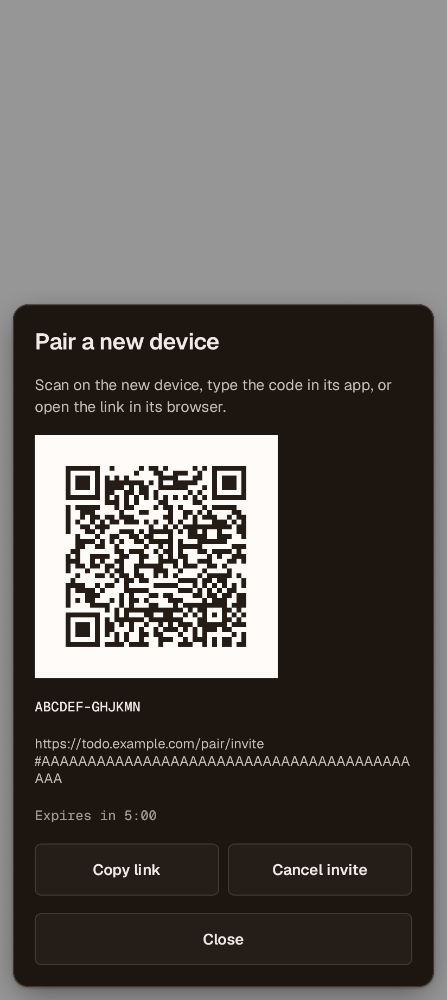 Pair a new device
Scan on the new device, type the code in its app, or
open the link in its browser.
ABCDEF-GHJKMN
https://todo.example.com/pair/invite
#AAAAAAAAAAAAAAAAAAAAAAAAAAAAAAAAAAAAAAAA
AAA
Expires in 5:00
Copy link
Cancel invite
Close